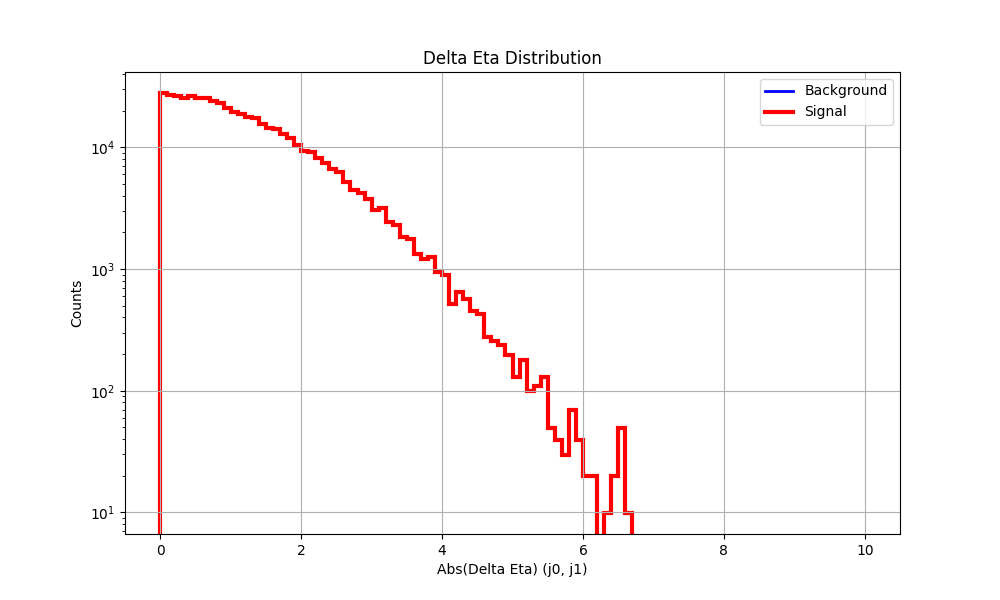 Delta Eta Distribution
Background
Signal
Counts
10⁴
10³
10²
10¹
0 2 4 6 8 10
Abs(Delta Eta) (j0, j1)